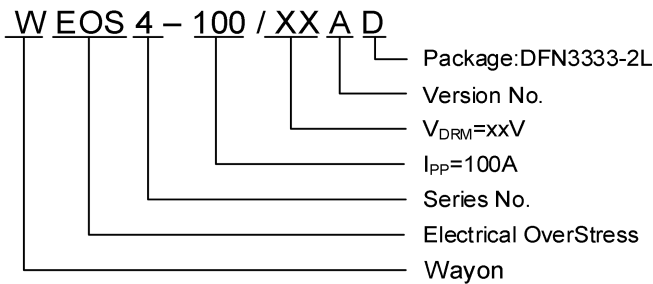 W EOS 4 – 100 / XX A D
Package:DFN3333-2L
Version No.
VDRM=xxV
IPP=100A
Series No.
Electrical OverStress
Wayon